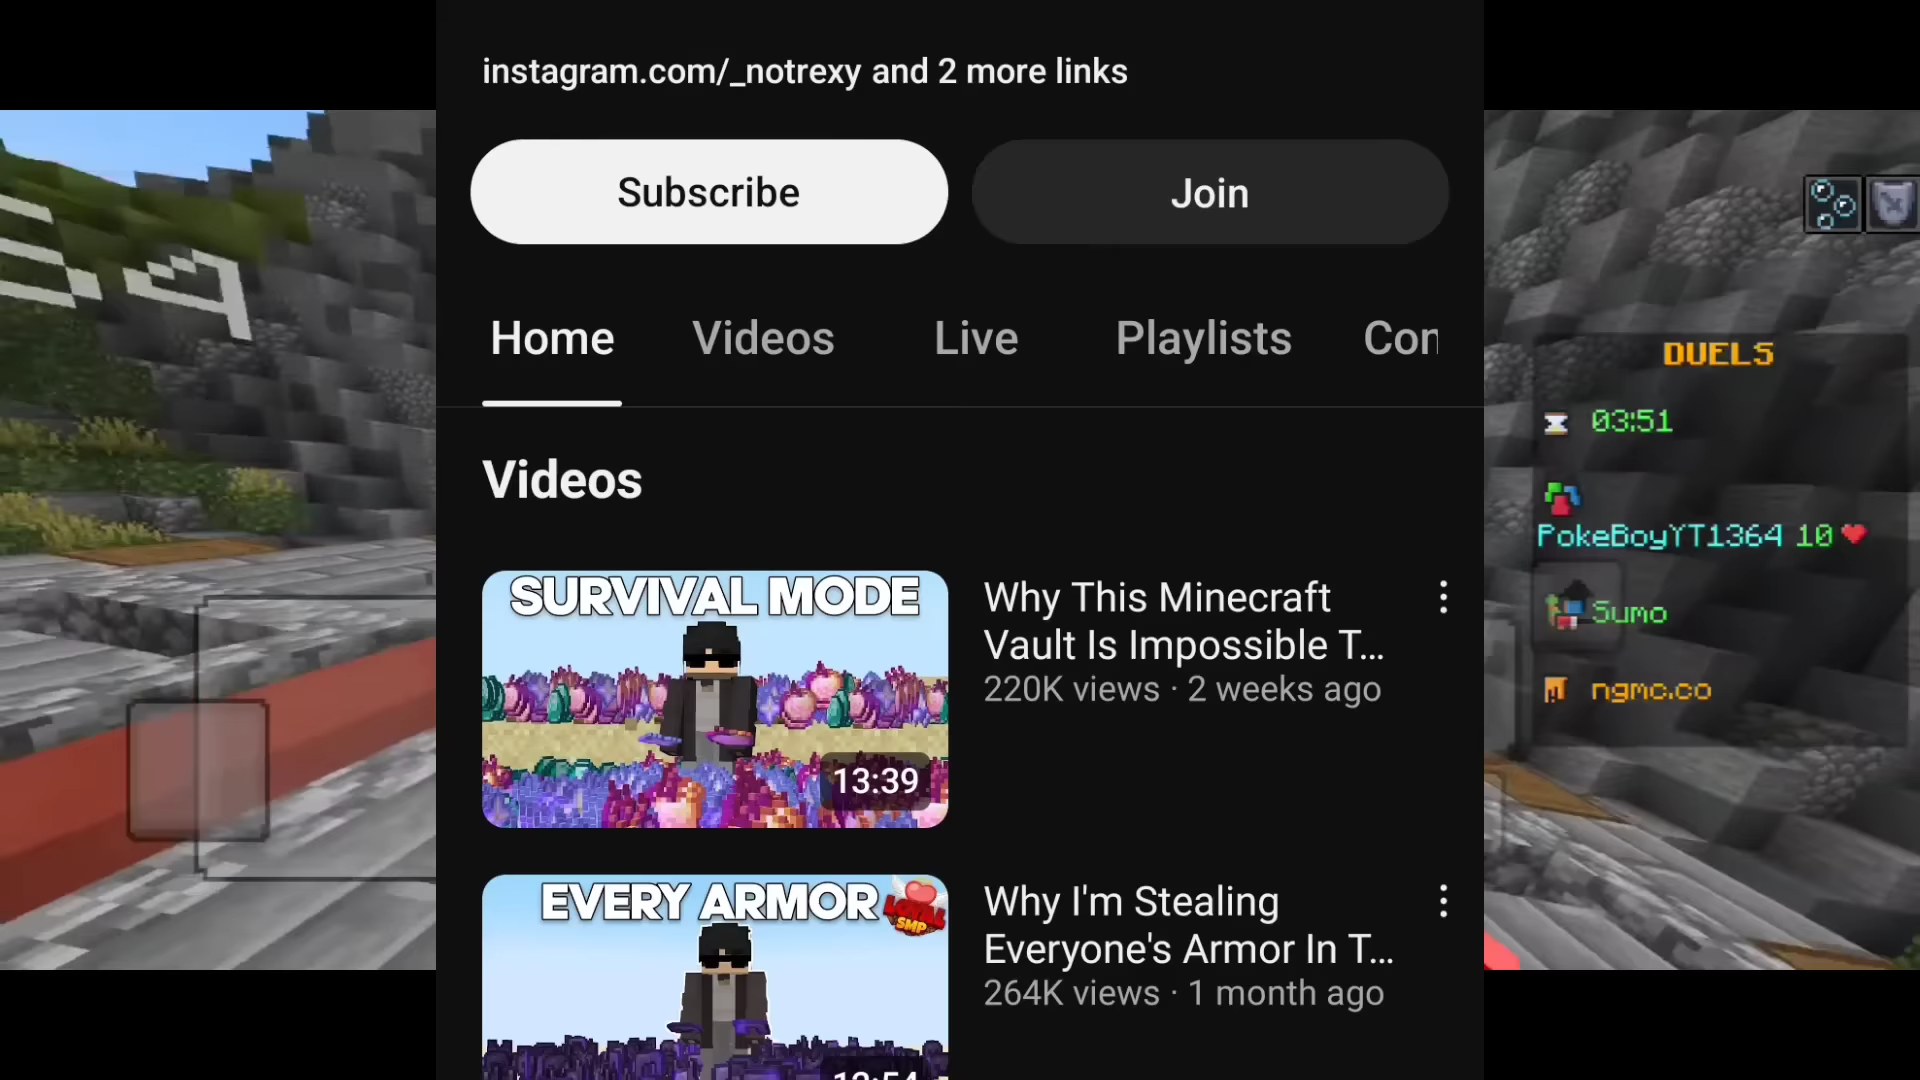 instagram.com/_notrexy and 2 more links
Subscribe
Join
Home
Videos
Live
Playlists
Con
Videos
SURVIVAL MODE
13:39
Why This Minecraft
Vault Is Impossible T...
220K views · 2 weeks ago
EVERY ARMOR
LOYAL
SMP
Why I'm Stealing
Everyone's Armor In T...
264K views · 1 month ago
DUELS
03:51
PokeBoyYT1364 10
Sumo
ngmc.co